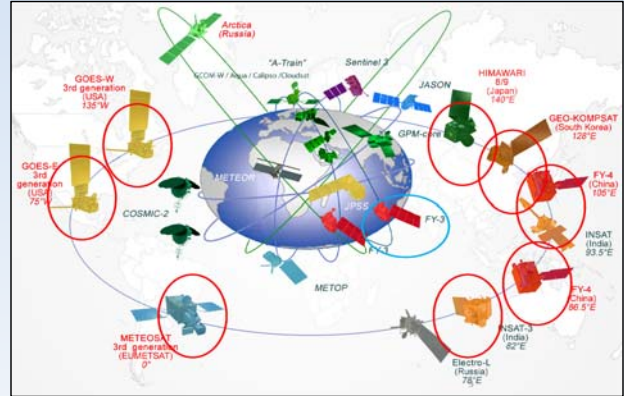 Arctica
(Russia)
"A-Train"
GCOM-W / Aqua / Calipso /Cloudsat
Sentinel 3
JASON
HIMAWARI
8/9
(Japan)
140°E
GOES-W
3rd generation
(USA)
135°W
GPM-core
GEO-KOMPSAT
(South Korea)
128°E
GOES-E
3rd generation
(USA)
75°W
METEOR
FY-4
(China)
105°E
COSMIC-2
JPSS
FY-3
FY-3
INSAT
(India)
93.5°E
METOP
FY-4
(China)
86.5°E
METEOSAT
3rd generation
(EUMETSAT)
0°
INSAT-3
(India)
82°E
Electro-L
(Russia)
78°E